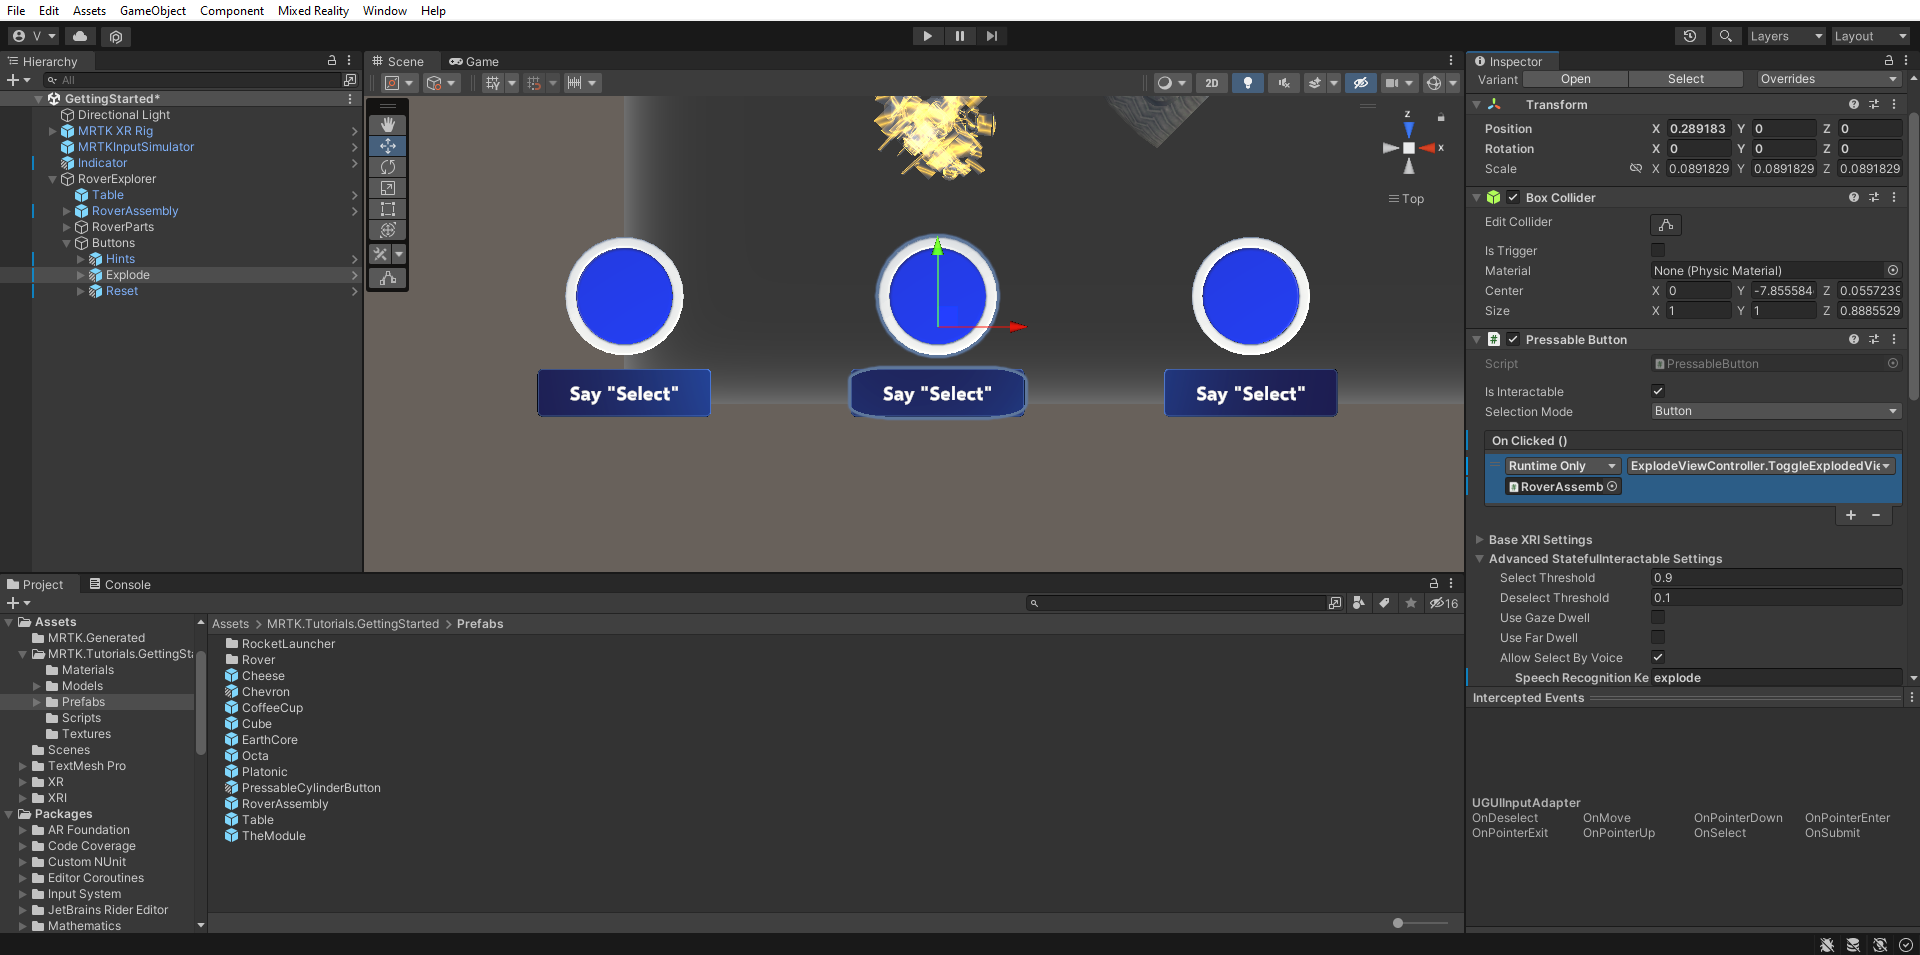 File Edit Assets GameObject Component Mixed Reality Window Help
V Layers Layout
Hierarchy
All
GettingStarted*
Directional Light
MRTK XR Rig
MRTKInputSimulator
Indicator
RoverExplorer
Table
RoverAssembly
RoverParts
Buttons
Hints
Explode
Reset
Scene Game
2D
z
x
Top
Say "Select" Say "Select" Say "Select"
Inspector
Variant Open Select Overrides
Transform
Position X 0.289183 Y 0 Z 0
Rotation X 0 Y 0 Z 0
Scale X 0.0891829 Y 0.0891829 Z 0.0891829
Box Collider
Edit Collider
Is Trigger
Material None (Physic Material)
Center X 0 Y -7.855584 Z 0.0557239
Size X 1 Y 1 Z 0.8885529
Pressable Button
Script PressableButton
Is Interactable
Selection Mode Button
On Clicked ()
Runtime Only ExplodeViewController.ToggleExplodedVie
RoverAssemb
+ −
Base XRI Settings
Advanced StatefulInteractable Settings
Select Threshold 0.9
Deselect Threshold 0.1
Use Gaze Dwell
Use Far Dwell
Allow Select By Voice
Speech Recognition Ke explode
Intercepted Events
UGUIInputAdapter
OnDeselect OnMove OnPointerDown OnPointerEnter
OnPointerExit OnPointerUp OnSelect OnSubmit
Project Console
16
Assets
MRTK.Generated
MRTK.Tutorials.GettingSta
Materials
Models
Prefabs
Scripts
Textures
Scenes
TextMesh Pro
XR
XRI
Packages
AR Foundation
Code Coverage
Custom NUnit
Editor Coroutines
Input System
JetBrains Rider Editor
Mathematics
Assets > MRTK.Tutorials.GettingStarted > Prefabs
RocketLauncher
Rover
Cheese
Chevron
CoffeeCup
Cube
EarthCore
Octa
Platonic
PressableCylinderButton
RoverAssembly
Table
TheModule